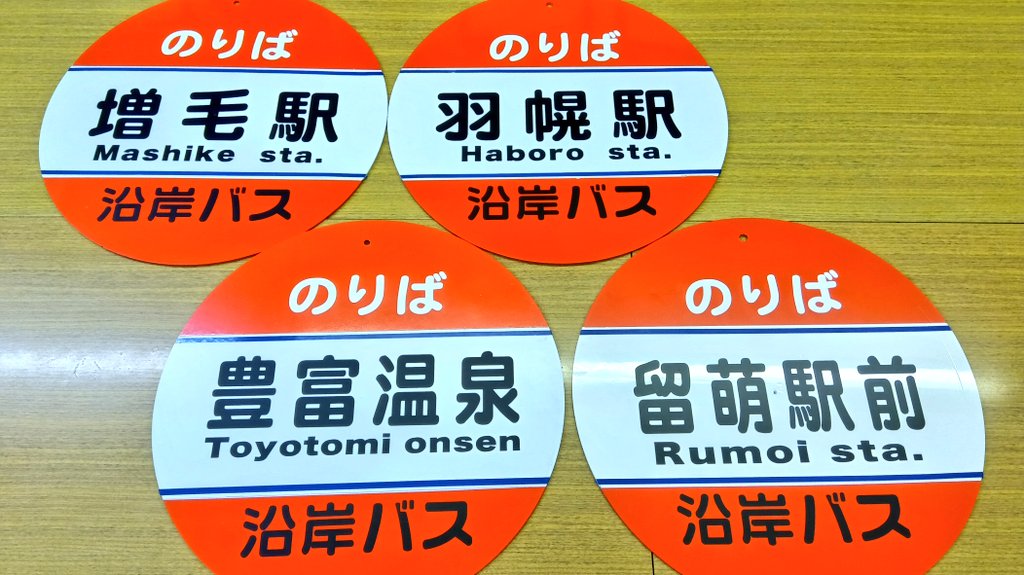 のりば
増毛駅
Mashike sta.
沿岸バス
のりば
羽幌駅
Haboro sta.
沿岸バス
のりば
豊富温泉
Toyotomi onsen
沿岸バス
のりば
留萌駅前
Rumoi sta.
沿岸バス